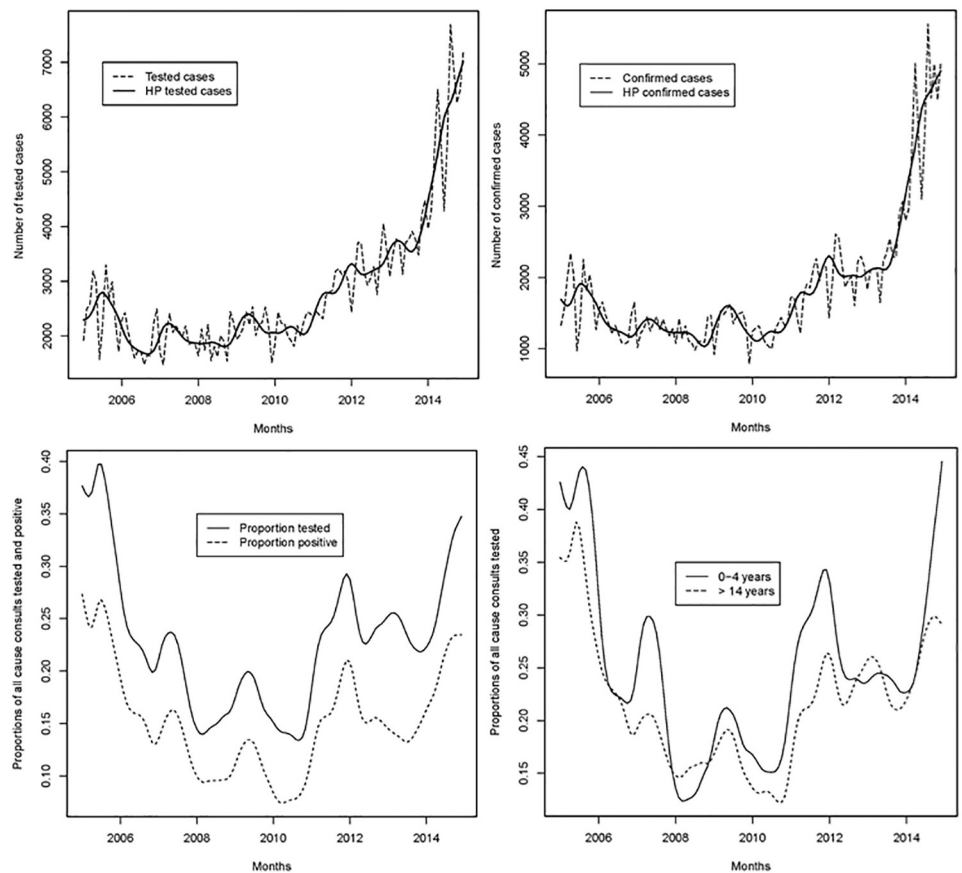 Number of tested cases
7000
6000
5000
4000
3000
2000
Tested cases
HP tested cases
2006 2008 2010 2012 2014
Months
Number of confirmed cases
5000
4000
3000
2000
1000
Confirmed cases
HP confirmed cases
2006 2008 2010 2012 2014
Months
Proportions of all cause consults tested and positive
0.40
0.35
0.30
0.25
0.20
0.15
0.10
Proportion tested
Proportion positive
2006 2008 2010 2012 2014
Months
Proportions of all cause consults tested
0.45
0.40
0.35
0.30
0.25
0.20
0.15
0-4 years
> 14 years
2006 2008 2010 2012 2014
Months